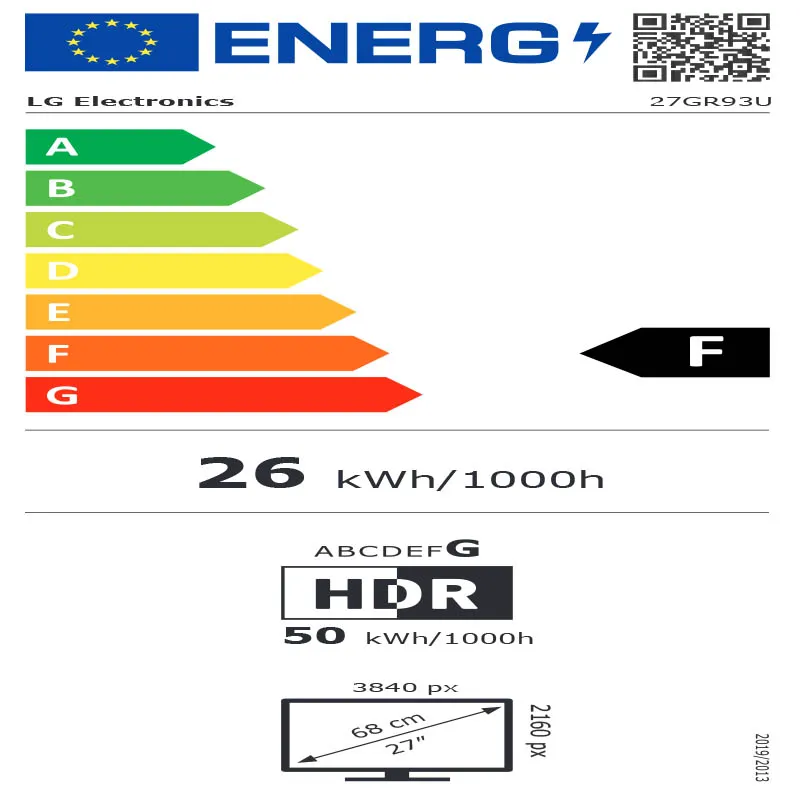 ENERG
LG Electronics
27GR93U
A
B
C
D
E
F
G
F
26 kWh/1000h
ABCDEFG
HDR
50 kWh/1000h
3840 px
68 cm
27"
2160 px
2019/2013